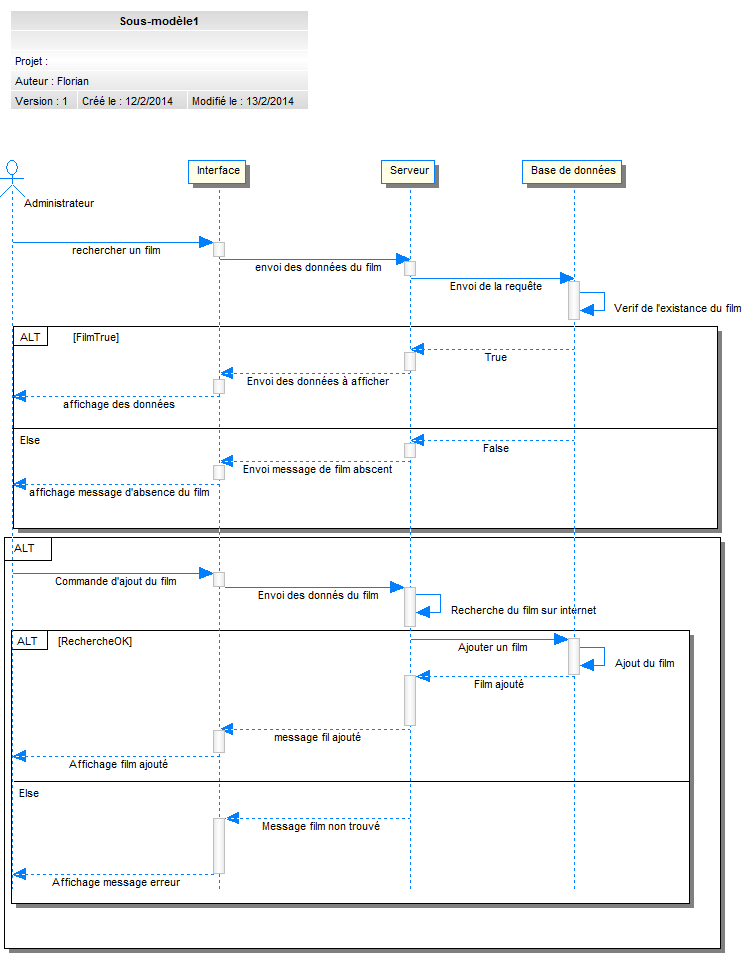 Sous-modèle1
Projet :
Auteur : Florian
Version : 1 Créé le : 12/2/2014 Modifié le : 13/2/2014
Interface Serveur Base de données
Administrateur
rechercher un film
envoi des données du film
Envoi de la requête
Verif de l'existance du film
ALT [FilmTrue]
True
Envoi des données à afficher
affichage des données
Else
False
Envoi message de film abscent
affichage message d'absence du film
ALT
Commande d'ajout du film
Envoi des donnés du film
Recherche du film sur internet
ALT [RechercheOK]
Ajouter un film
Ajout du film
Film ajouté
message fil ajouté
Affichage film ajouté
Else
Message film non trouvé
Affichage message erreur